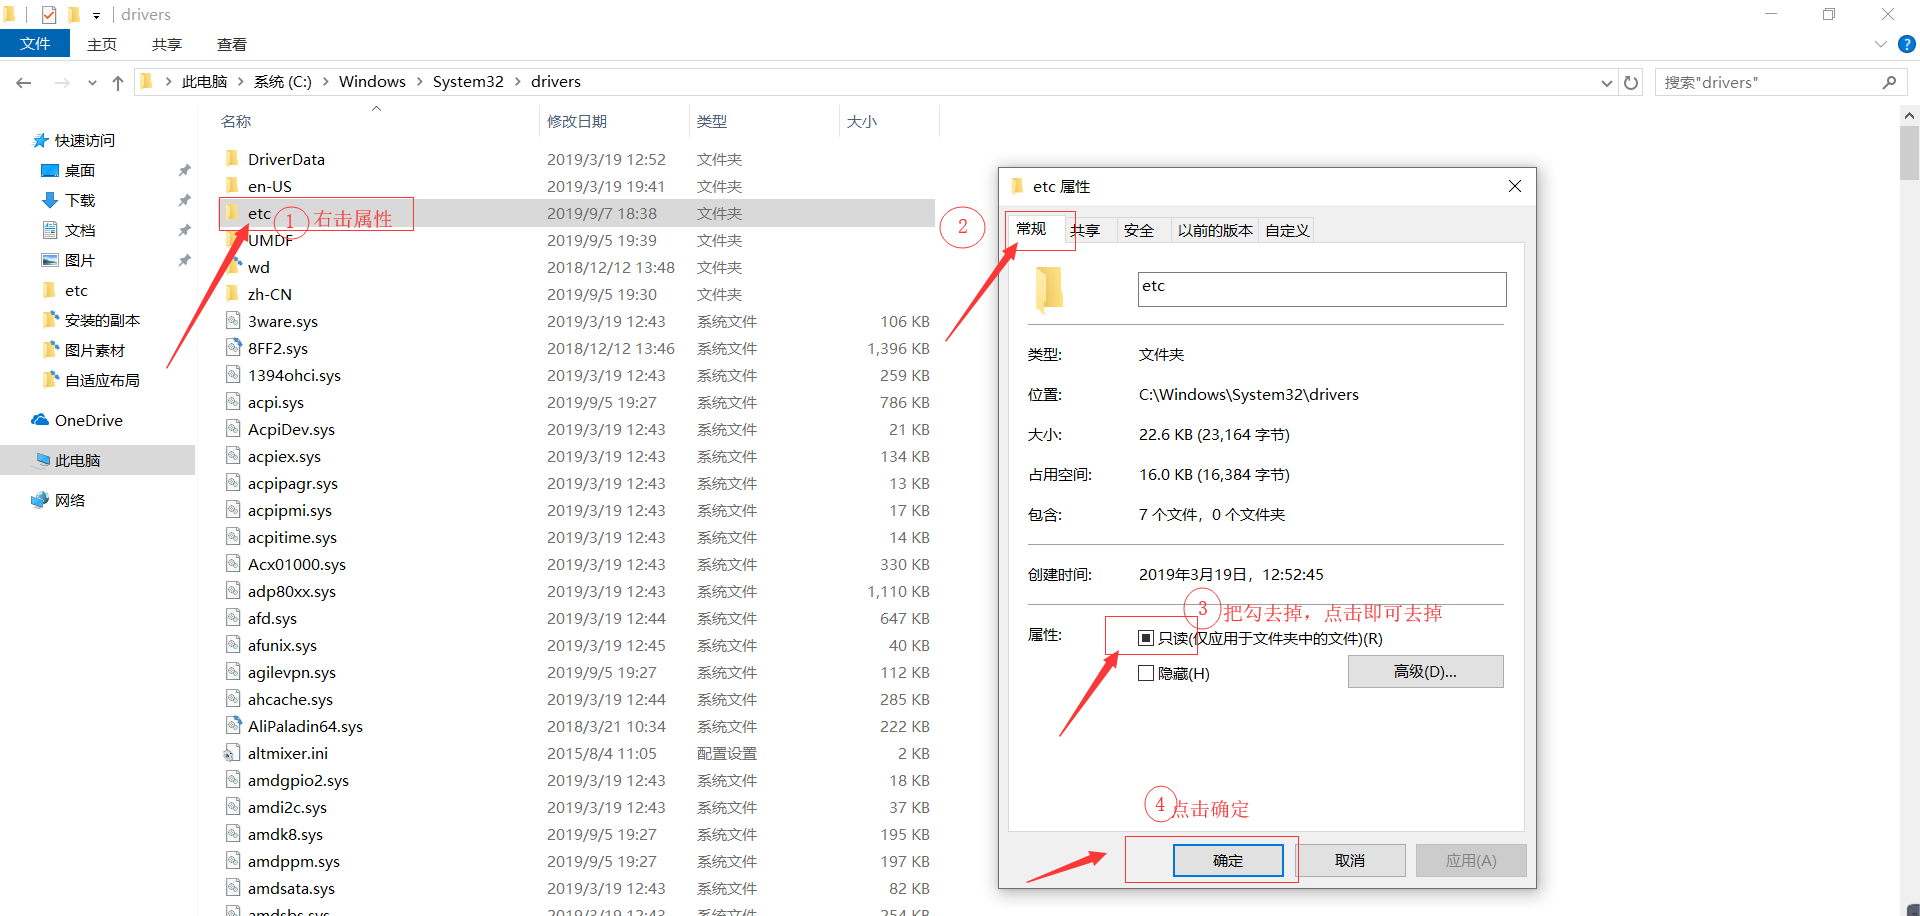 drivers
文件 主页 共享 查看
此电脑 系统 (C:) Windows System32 drivers
搜索"drivers"
快速访问
桌面
下载
文档
图片
etc
安装的副本
图片素材
自适应布局
OneDrive
此电脑
网络
名称 修改日期 类型 大小
DriverData 2019/3/19 12:52 文件夹
en-US 2019/3/19 19:41 文件夹
etc 1 右击属性 2019/9/7 18:38 文件夹
UMDF 2019/9/5 19:39 文件夹
wd 2018/12/12 13:48 文件夹
zh-CN 2019/9/5 19:30 文件夹
3ware.sys 2019/3/19 12:43 系统文件 106 KB
8FF2.sys 2018/12/12 13:46 系统文件 1,396 KB
1394ohci.sys 2019/3/19 12:43 系统文件 259 KB
acpi.sys 2019/9/5 19:27 系统文件 786 KB
AcpiDev.sys 2019/3/19 12:43 系统文件 21 KB
acpiex.sys 2019/3/19 12:43 系统文件 134 KB
acpipagr.sys 2019/3/19 12:43 系统文件 13 KB
acpipmi.sys 2019/3/19 12:43 系统文件 17 KB
acpitime.sys 2019/3/19 12:43 系统文件 14 KB
Acx01000.sys 2019/3/19 12:43 系统文件 330 KB
adp80xx.sys 2019/3/19 12:43 系统文件 1,110 KB
afd.sys 2019/3/19 12:44 系统文件 647 KB
afunix.sys 2019/3/19 12:45 系统文件 40 KB
agilevpn.sys 2019/9/5 19:27 系统文件 112 KB
ahcache.sys 2019/3/19 12:44 系统文件 285 KB
AliPaladin64.sys 2018/3/21 10:34 系统文件 222 KB
altmixer.ini 2015/8/4 11:05 配置设置 2 KB
amdgpio2.sys 2019/3/19 12:43 系统文件 18 KB
amdi2c.sys 2019/3/19 12:43 系统文件 37 KB
amdk8.sys 2019/9/5 19:27 系统文件 195 KB
amdppm.sys 2019/9/5 19:27 系统文件 197 KB
amdsata.sys 2019/3/19 12:43 系统文件 82 KB
amdsbs.sys 2019/3/19 12:43 系统文件 254 KB
2
etc 属性
常规 共享 安全 以前的版本 自定义
etc
类型: 文件夹
位置: C:\Windows\System32\drivers
大小: 22.6 KB (23,164 字节)
占用空间: 16.0 KB (16,384 字节)
包含: 7 个文件，0 个文件夹
创建时间: 2019年3月19日，12:52:45
3 把勾去掉，点击即可去掉
属性: 只读(仅应用于文件夹中的文件)(R)
隐藏(H) 高级(D)...
4 点击确定
确定 取消 应用(A)